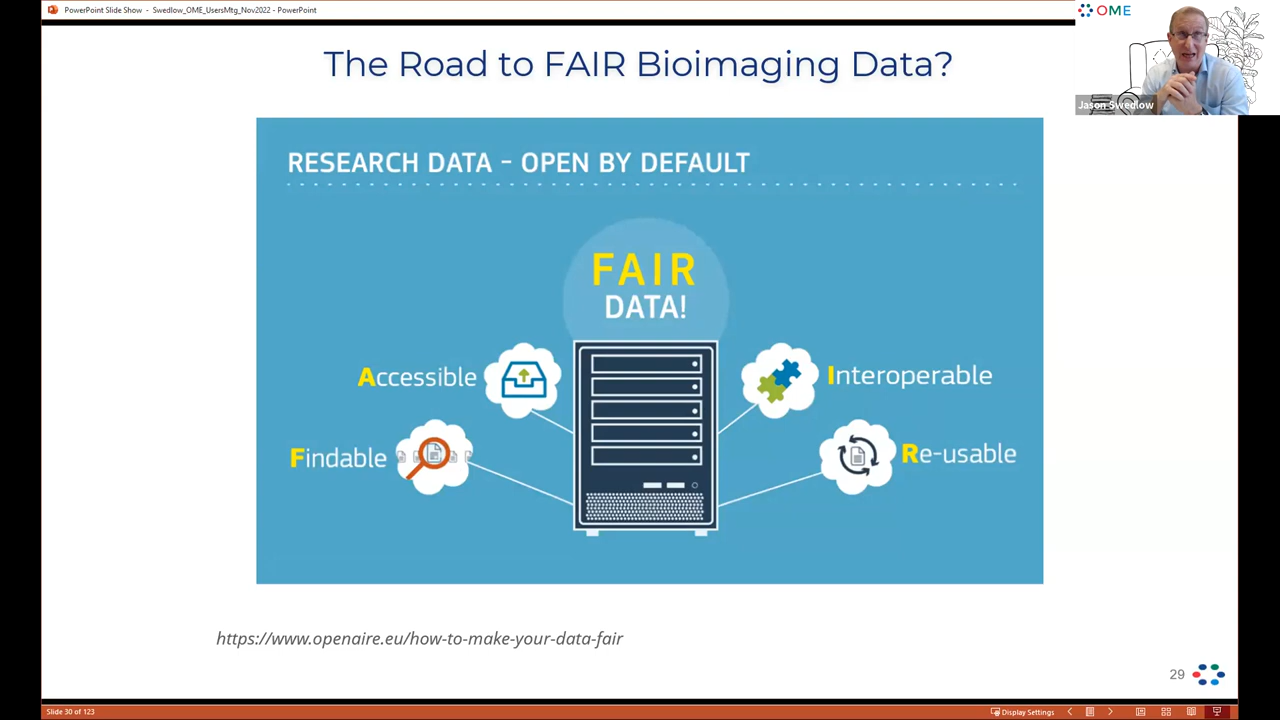 PowerPoint Slide Show - Swedlow_OME_UsersMtg_Nov2022 - PowerPoint
OME
Jason Swedlow
The Road to FAIR Bioimaging Data?
RESEARCH DATA - OPEN BY DEFAULT
FAIR
DATA!
Accessible
Interoperable
Findable
Re-usable
https://www.openaire.eu/how-to-make-your-data-fair
29
Slide 30 of 123
Display Settings